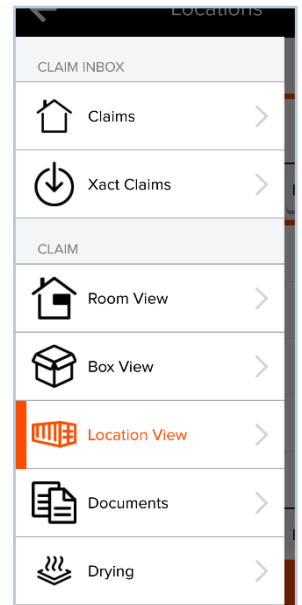 Locations
CLAIM INBOX
Claims
Xact Claims
CLAIM
Room View
Box View
Location View
Documents
Drying